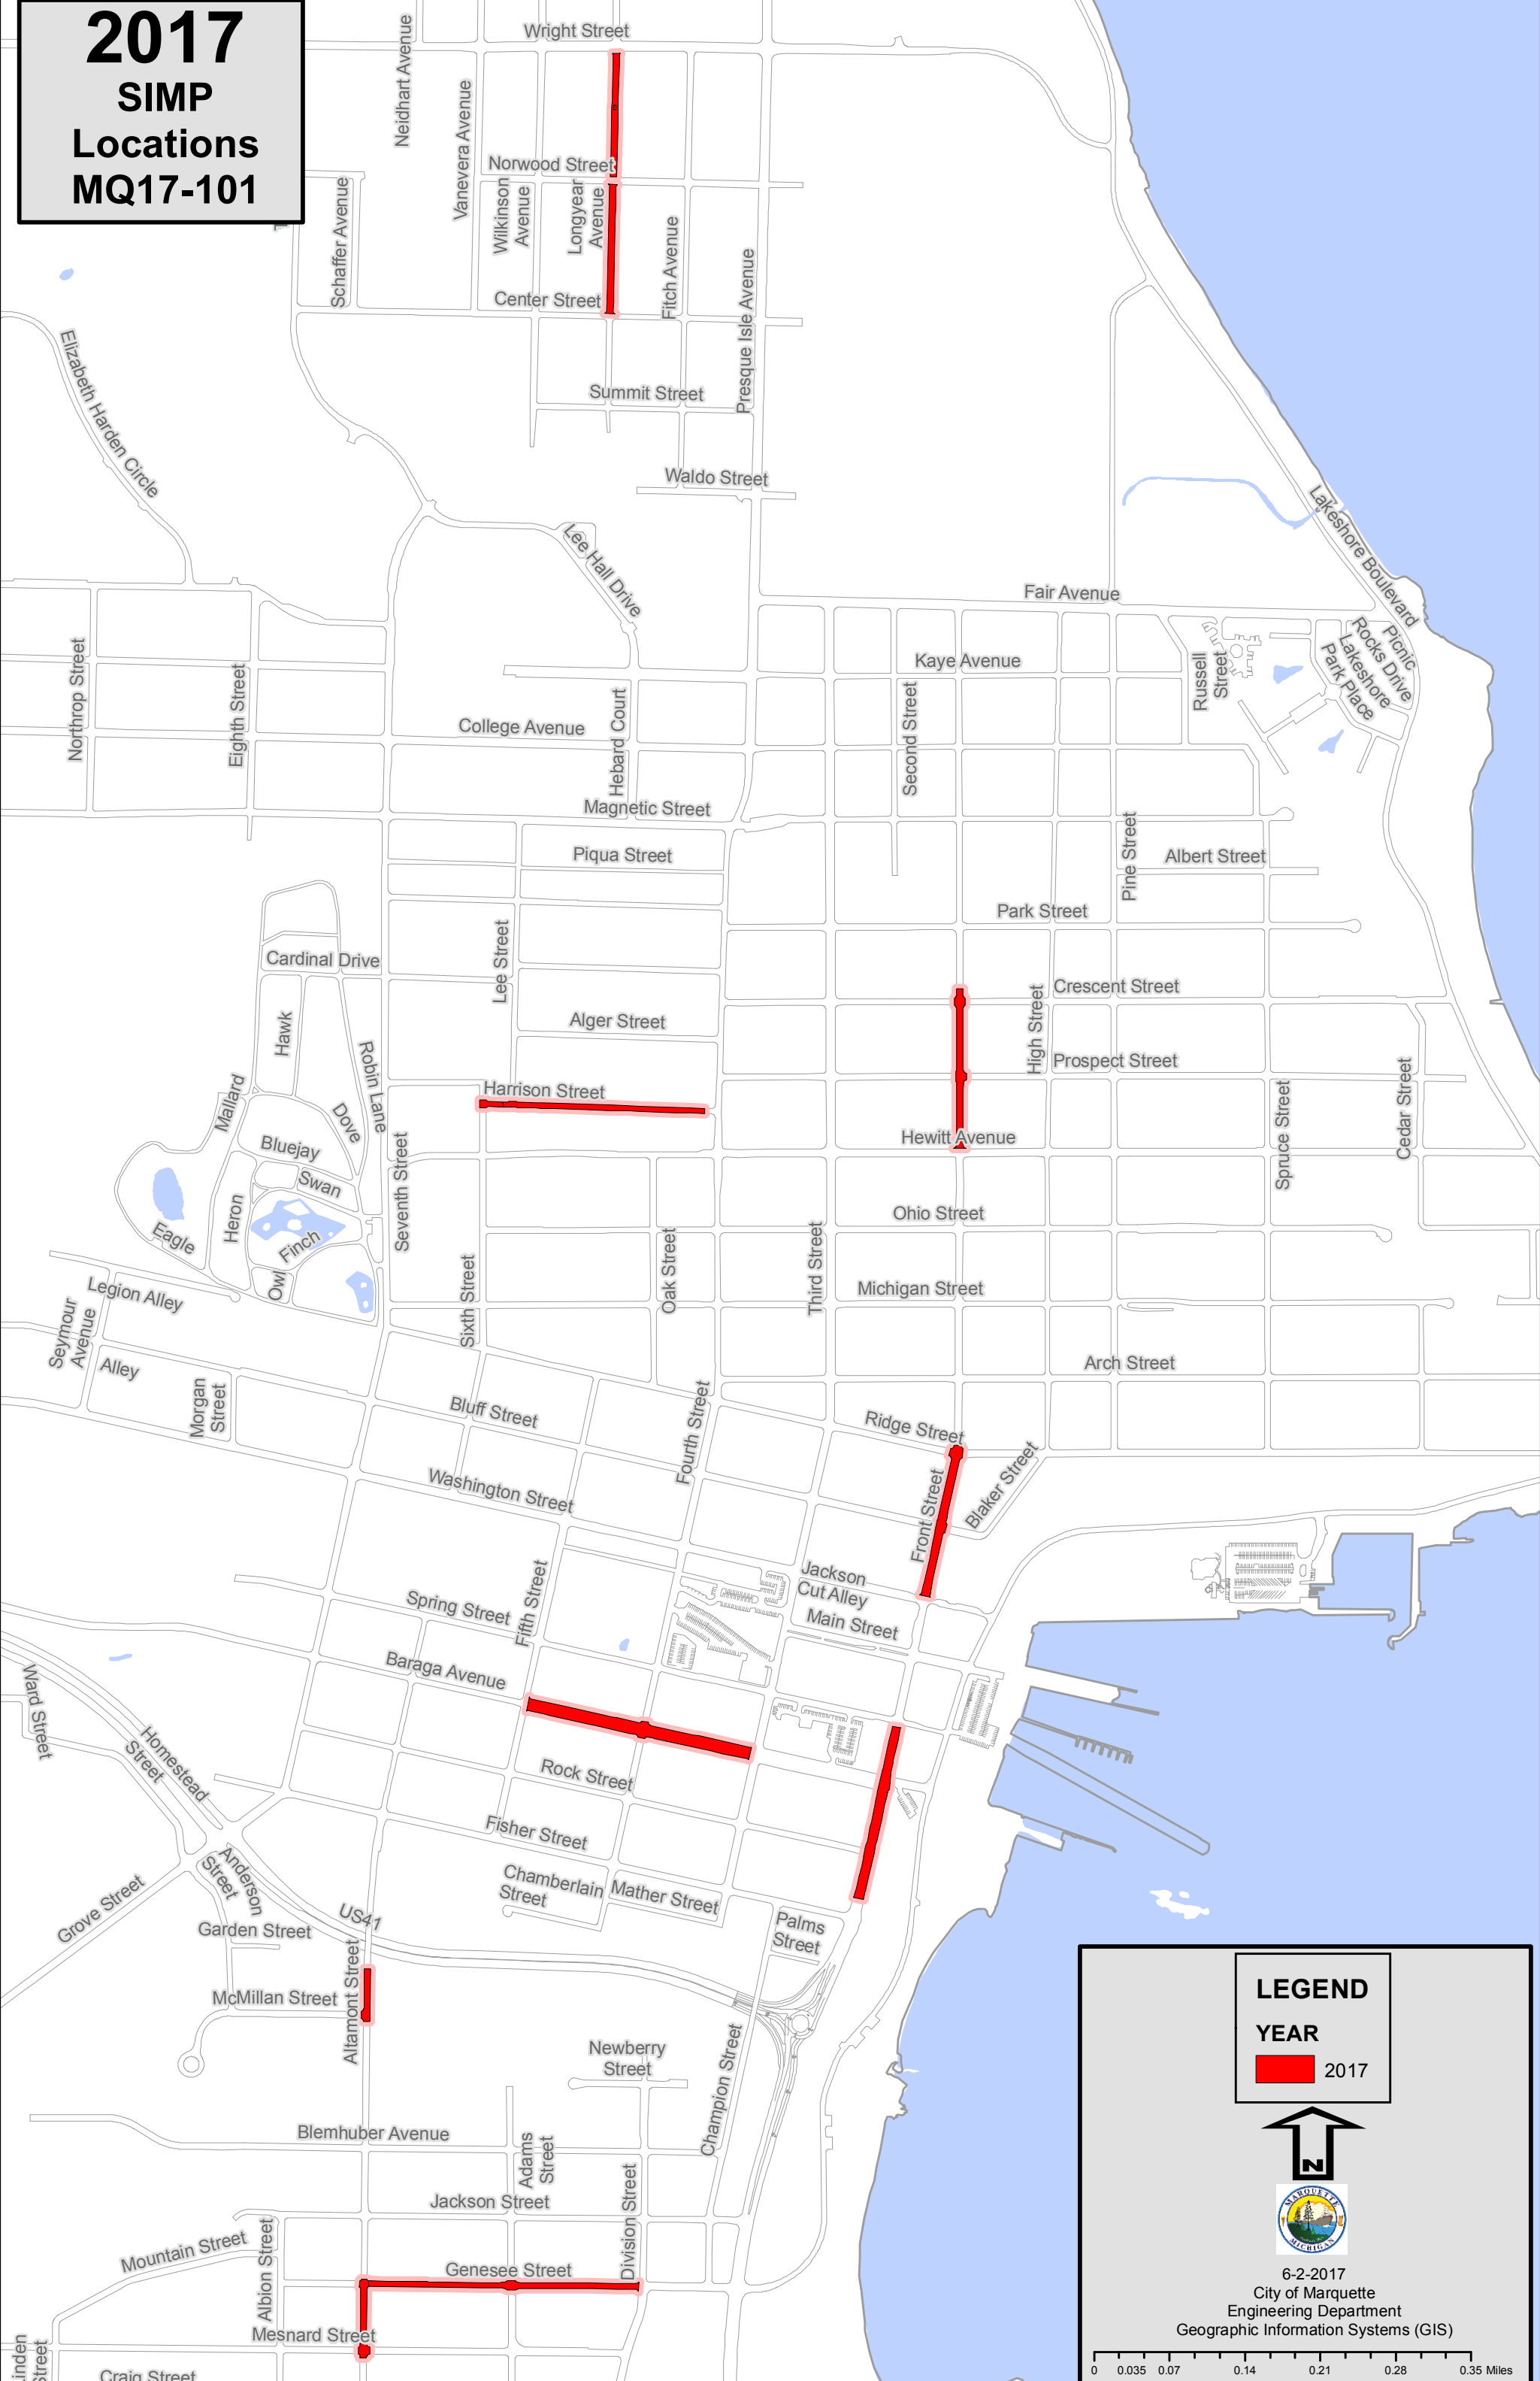 2017
SIMP
Locations
MQ17-101
Wright Street
Neidhart Avenue
Vanevera Avenue
Norwood Street
Wilkinson
Avenue
Longyear
Avenue
Schaffer Avenue
Fitch Avenue
Presque Isle Avenue
Center Street
Elizabeth Harden Circle
Summit Street
Waldo Street
Lakeshore Boulevard
Lee Hall Drive
Fair Avenue
Picnic
Rocks Drive
Lakeshore
Park Place
Russell
Street
Kaye Avenue
Northrop Street
Eighth Street
Hebard Court
Second Street
College Avenue
Magnetic Street
Piqua Street
Pine Street
Albert Street
Park Street
Lee Street
Cardinal Drive
Crescent Street
Alger Street
High Street
Hawk
Robin Lane
Prospect Street
Harrison Street
Mallard
Dove
Cedar Street
Spruce Street
Hewitt Avenue
Bluejay
Swan
Seventh Street
Heron
Eagle
Finch
Owl
Ohio Street
Oak Street
Third Street
Sixth Street
Legion Alley
Michigan Street
Seymour
Avenue
Alley
Arch Street
Morgan
Street
Bluff Street
Fourth Street
Ridge Street
Washington Street
Front Street
Blaker Street
Jackson
Cut Alley
Main Street
Fifth Street
Spring Street
Baraga Avenue
Ward Street
Homestead
Street
Rock Street
Fisher Street
Anderson
Street
Chamberlain
Street
Mather Street
Grove Street
US41
Palms
Street
Garden Street
Altamont Street
McMillan Street
Newberry
Street
Champion Street
Blemhuber Avenue
Adams
Street
Division Street
Jackson Street
Mountain Street
Albion Street
Genesee Street
Mesnard Street
Linden
Street
Craig Street
LEGEND
YEAR
2017
N
MARQUETTE
MICHIGAN
6-2-2017
City of Marquette
Engineering Department
Geographic Information Systems (GIS)
0 0.035 0.07 0.14 0.21 0.28 0.35 Miles